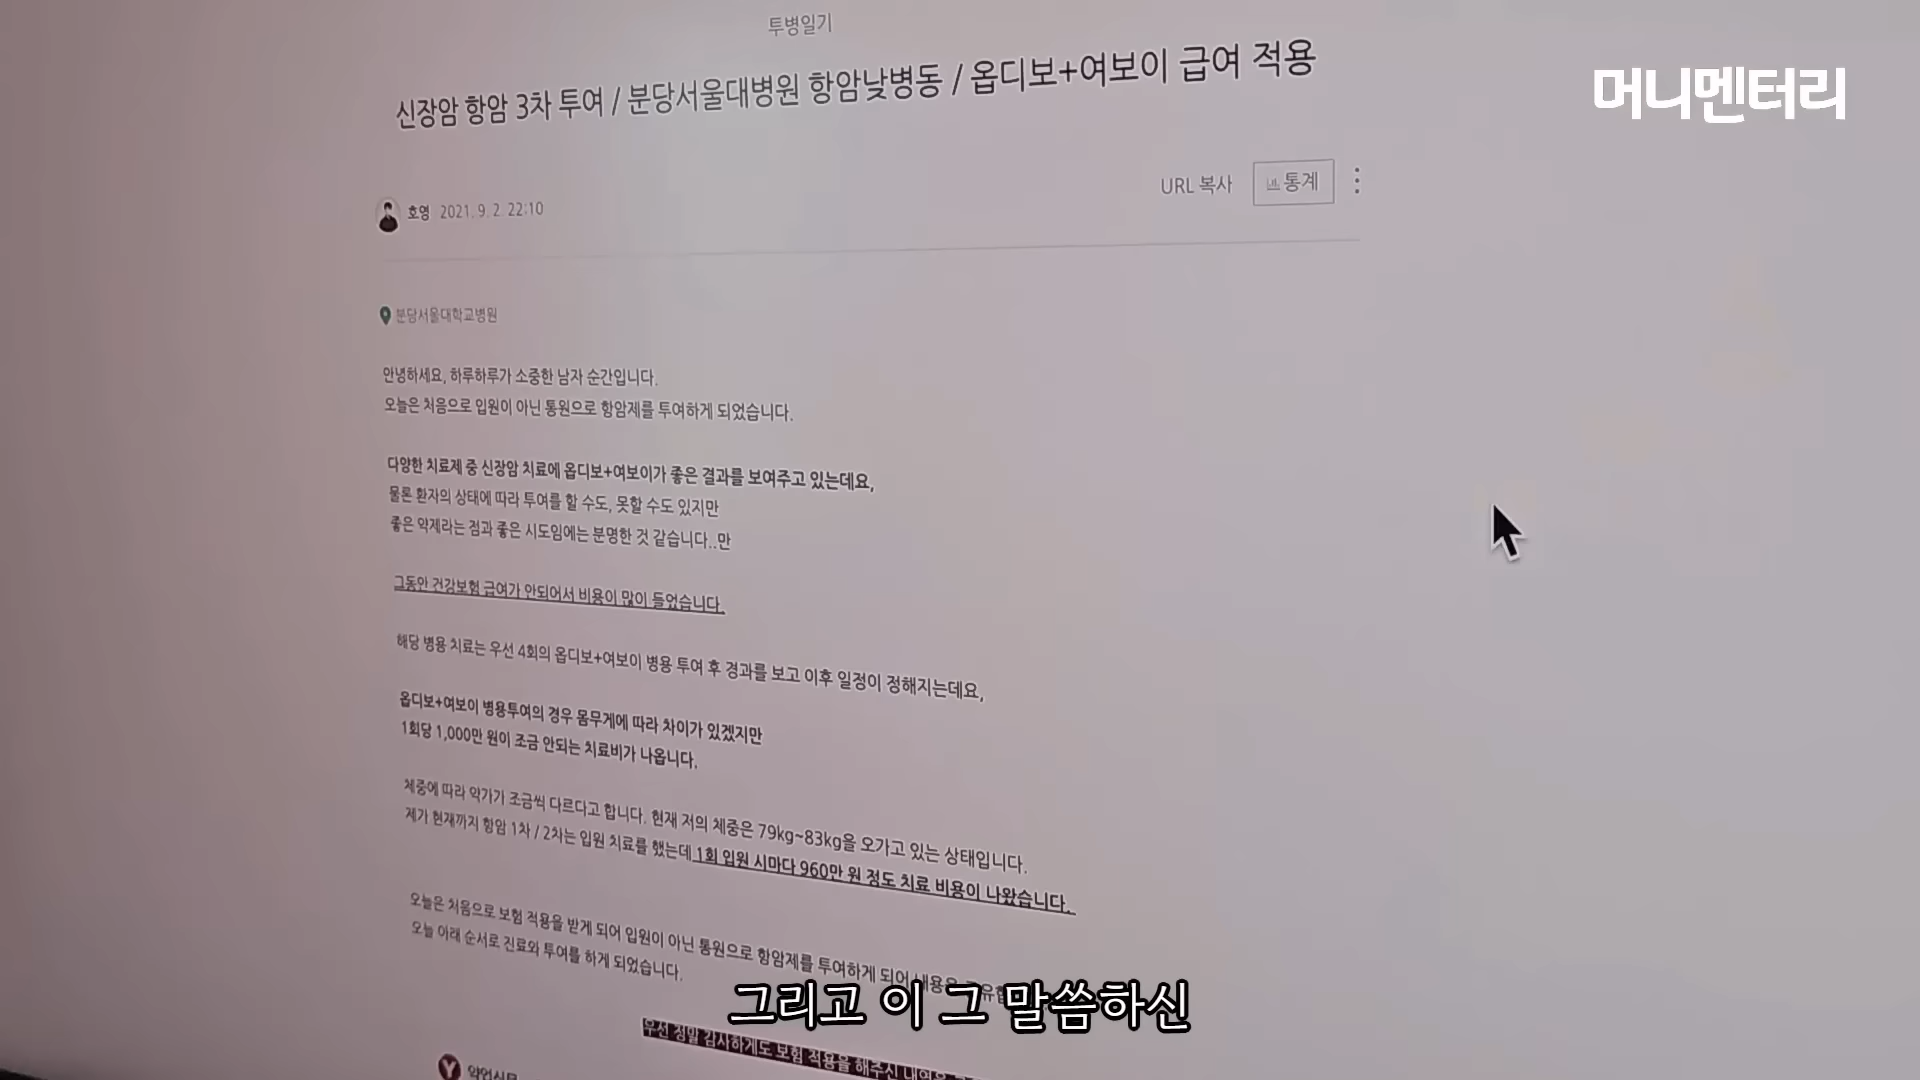 투병일기
신장암 항암 3차 투여 / 분당서울대병원 항암낮병동 / 옵디보+여보이 급여 적용
머니멘터리
URL 복사
통계
호영 2021. 9. 2. 22:10
분당서울대학교병원
안녕하세요, 하루하루가 소중한 남자 순간입니다.
오늘은 처음으로 입원이 아닌 통원으로 항암제를 투여하게 되었습니다.
다양한 치료제 중 신장암 치료에 옵디보+여보이가 좋은 결과를 보여주고 있는데요,
물론 환자의 상태에 따라 투여를 할 수도, 못할 수도 있지만
좋은 약제라는 점과 좋은 시도임에는 분명한 것 같습니다..만
그동안 건강보험 급여가 안되어서 비용이 많이 들었습니다.
해당 병용 치료는 우선 4회의 옵디보+여보이 병용 투여 후 경과를 보고 이후 일정이 정해지는데요,
옵디보+여보이 병용투여의 경우 몸무게에 따라 차이가 있겠지만
1회당 1,000만 원이 조금 안되는 치료비가 나옵니다.
체중에 따라 약가가 조금씩 다르다고 합니다. 현재 저의 체중은 79kg~83kg을 오가고 있는 상태입니다.
제가 현재까지 항암 1차 / 2차는 입원 치료를 했는데 1회 입원 시마다 960만 원 정도 치료 비용이 나왔습니다.
오늘은 처음으로 보험 적용을 받게 되어 입원이 아닌 통원으로 항암제를 투여하게 되어
오늘 아래 순서로 진료와 투여를 하게 되었습니다.
그리고 이 그 말씀하신
우선 정말 감사하게도 보험 적용을 해주신
약업신문